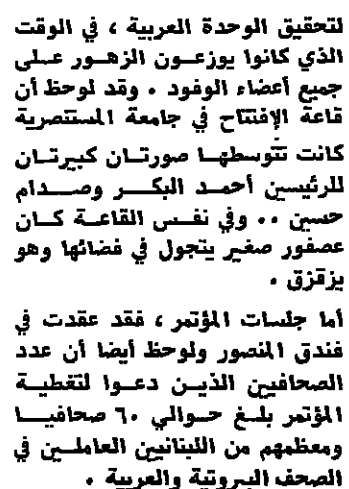 لتحقيق الوحدة العربية ، في الوقت
الذي كانوا يوزعون الزهور على
جميع أعضاء الوفود . وقد لوحظ أن
قاعة الإفتتاح في جامعة المستنصرية
كانت تتوسطها صورتان كبيرتان
للرئيسين أحمد البكر وصدام
حسين .. وفي نفس القاعة كان
عصفور صغير يتجول في فضائها وهو
يزقزق .
أما جلسات المؤتمر ، فقد عقدت في
فندق المنصور ولوحظ أيضا أن عدد
الصحافيين الذين دعوا لتغطية
المؤتمر بلغ حوالي ٦٠ صحافيا
ومعظمهم من اللبنانيين العاملين في
الصحف البيروتية والعربية .